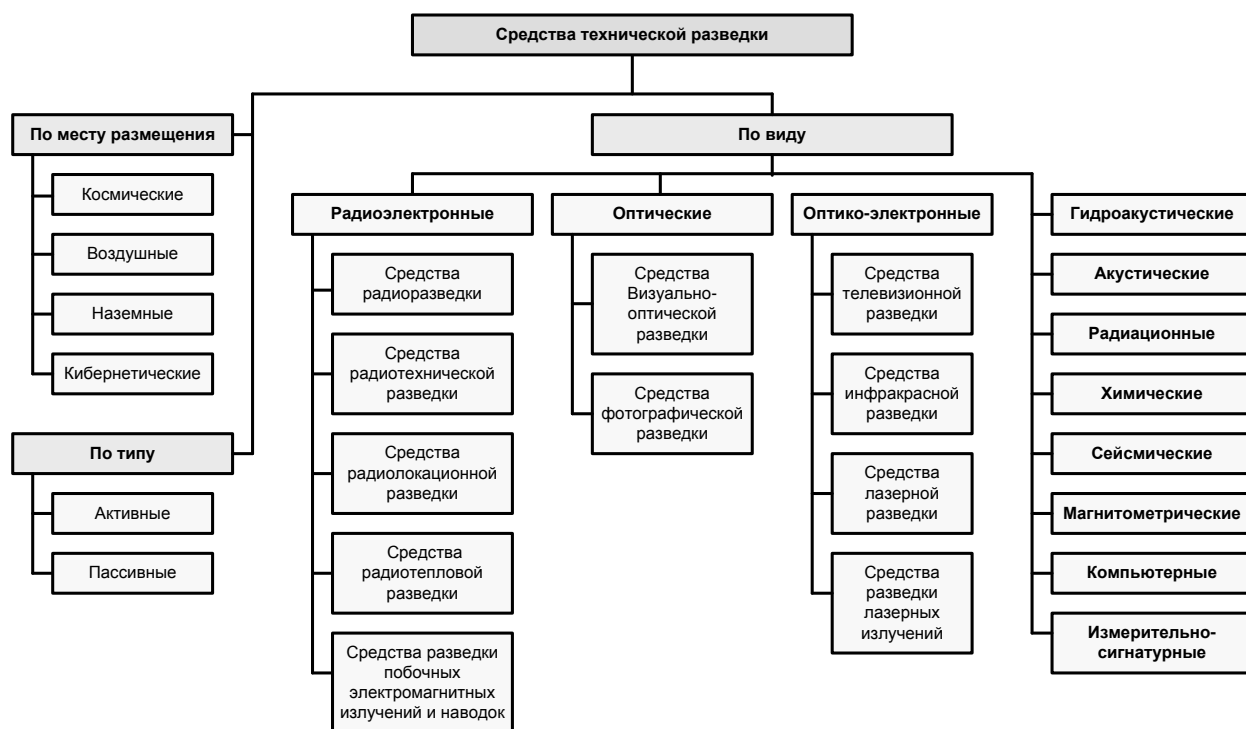 Средства технической разведки
По месту размещения
Космические
Воздушные
Наземные
Кибернетические
По типу
Активные
Пассивные
По виду
Радиоэлектронные
Средства
радиоразведки
Средства
радиотехнической
разведки
Средства
радиолокационной
разведки
Средства
радиотепловой
разведки
Средства разведки
побочных
электромагнитных
излучений и наводок
Оптические
Средства
Визуально-
оптической
разведки
Средства
фотографической
разведки
Оптико-электронные
Средства
телевизионной
разведки
Средства
инфракрасной
разведки
Средства
лазерной
разведки
Средства
разведки
лазерных
излучений
Гидроакустические
Акустические
Радиационные
Химические
Сейсмические
Магнитометрические
Компьютерные
Измерительно-
сигнатурные